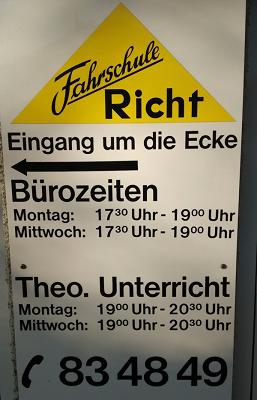 Fahrschule
Richt
Eingang um die Ecke
Bürozeiten
Montag: 17³⁰ Uhr - 19⁰⁰ Uhr
Mittwoch: 17³⁰ Uhr - 19⁰⁰ Uhr
Theo. Unterricht
Montag: 19⁰⁰ Uhr - 20³⁰ Uhr
Mittwoch: 19⁰⁰ Uhr - 20³⁰ Uhr
83 48 49